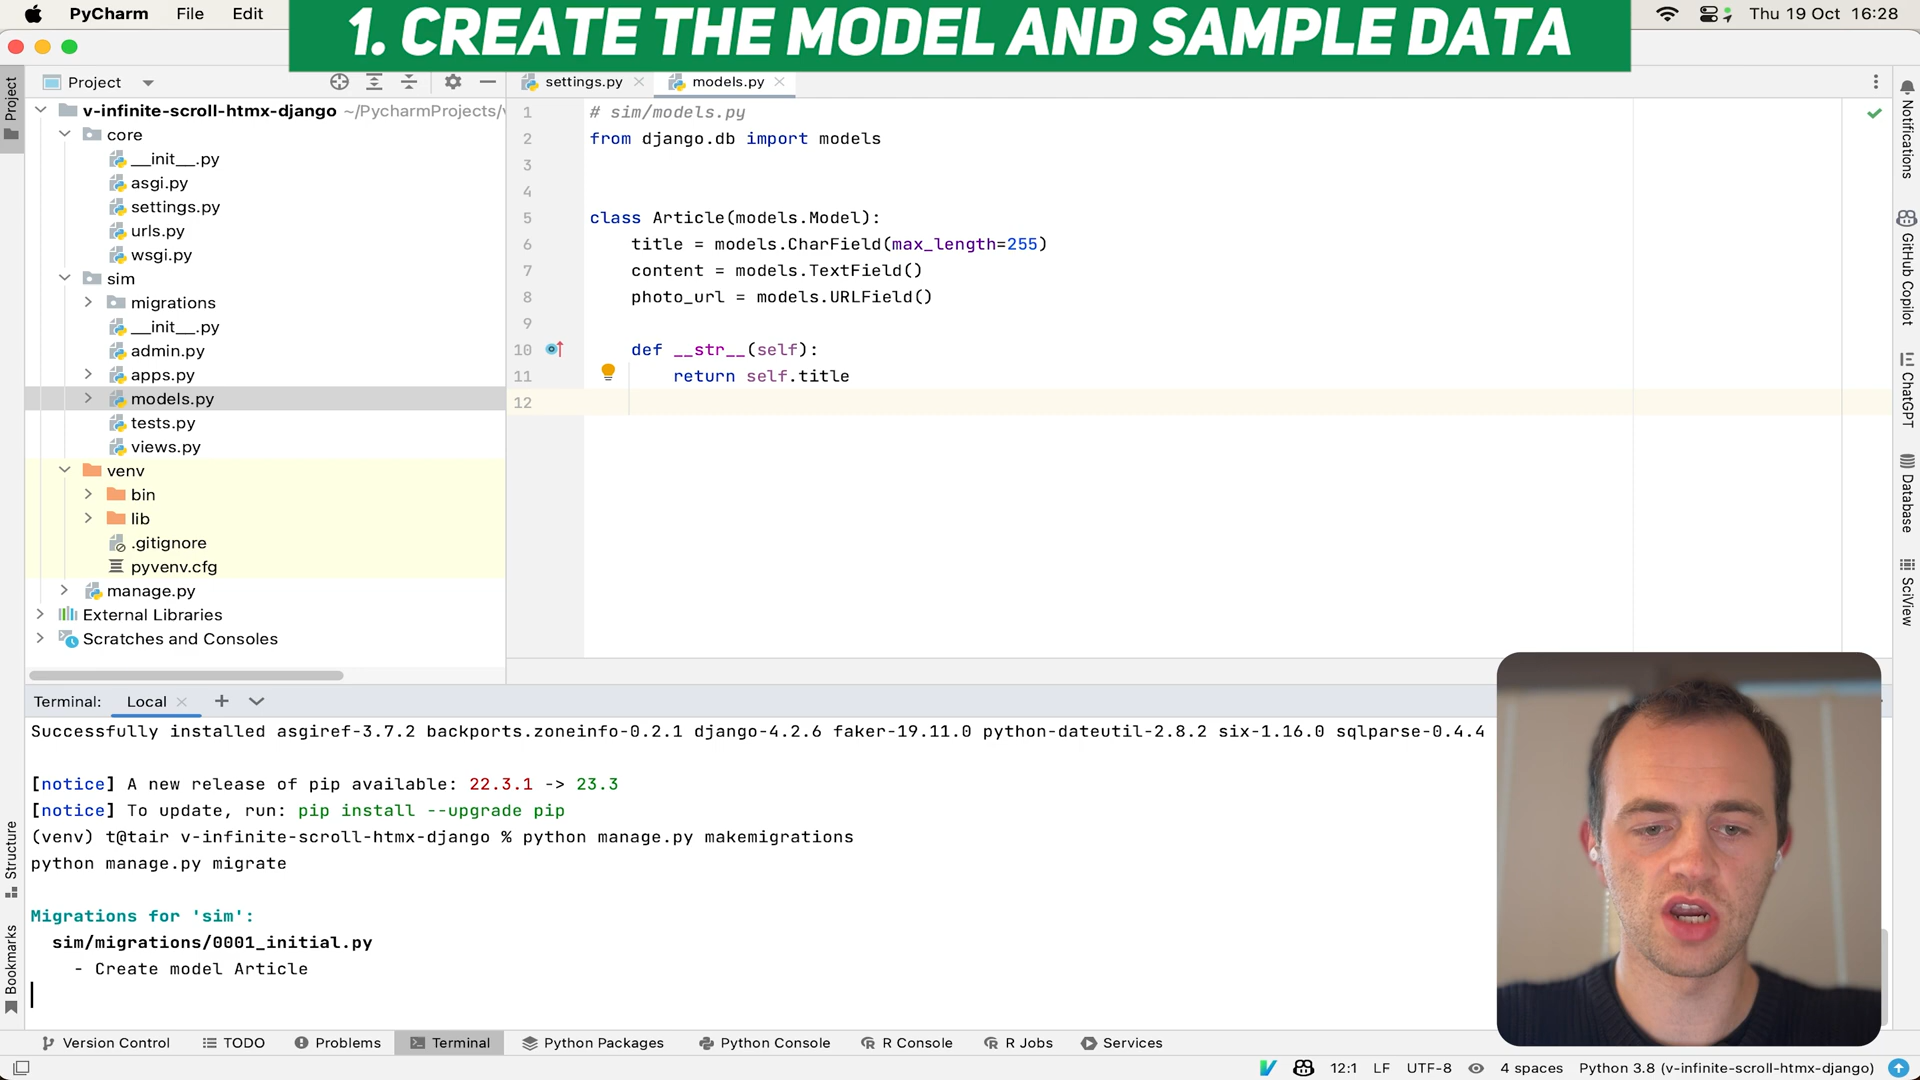 PyCharm File Edit
1. CREATE THE MODEL AND SAMPLE DATA
Thu 19 Oct 16:28
Project
settings.py
models.py
Project
v-infinite-scroll-htmx-django ~/PycharmProjects/v
core
__init__.py
asgi.py
settings.py
urls.py
wsgi.py
sim
migrations
__init__.py
admin.py
apps.py
models.py
tests.py
views.py
venv
bin
lib
.gitignore
pyvenv.cfg
manage.py
External Libraries
Scratches and Consoles
1 # sim/models.py
2 from django.db import models
3
4
5 class Article(models.Model):
6 title = models.CharField(max_length=255)
7 content = models.TextField()
8 photo_url = models.URLField()
9
10 def __str__(self):
11 return self.title
12
Notifications
GitHub Copilot
ChatGPT
Database
SciView
Terminal: Local
Successfully installed asgiref-3.7.2 backports.zoneinfo-0.2.1 django-4.2.6 faker-19.11.0 python-dateutil-2.8.2 six-1.16.0 sqlparse-0.4.4
[notice] A new release of pip available: 22.3.1 -> 23.3
[notice] To update, run: pip install --upgrade pip
(venv) t@tair v-infinite-scroll-htmx-django % python manage.py makemigrations
python manage.py migrate
Migrations for 'sim':
sim/migrations/0001_initial.py
- Create model Article
Structure
Bookmarks
Version Control TODO Problems Terminal Python Packages Python Console R Console R Jobs Services
12:1 LF UTF-8 4 spaces Python 3.8 (v-infinite-scroll-htmx-django)